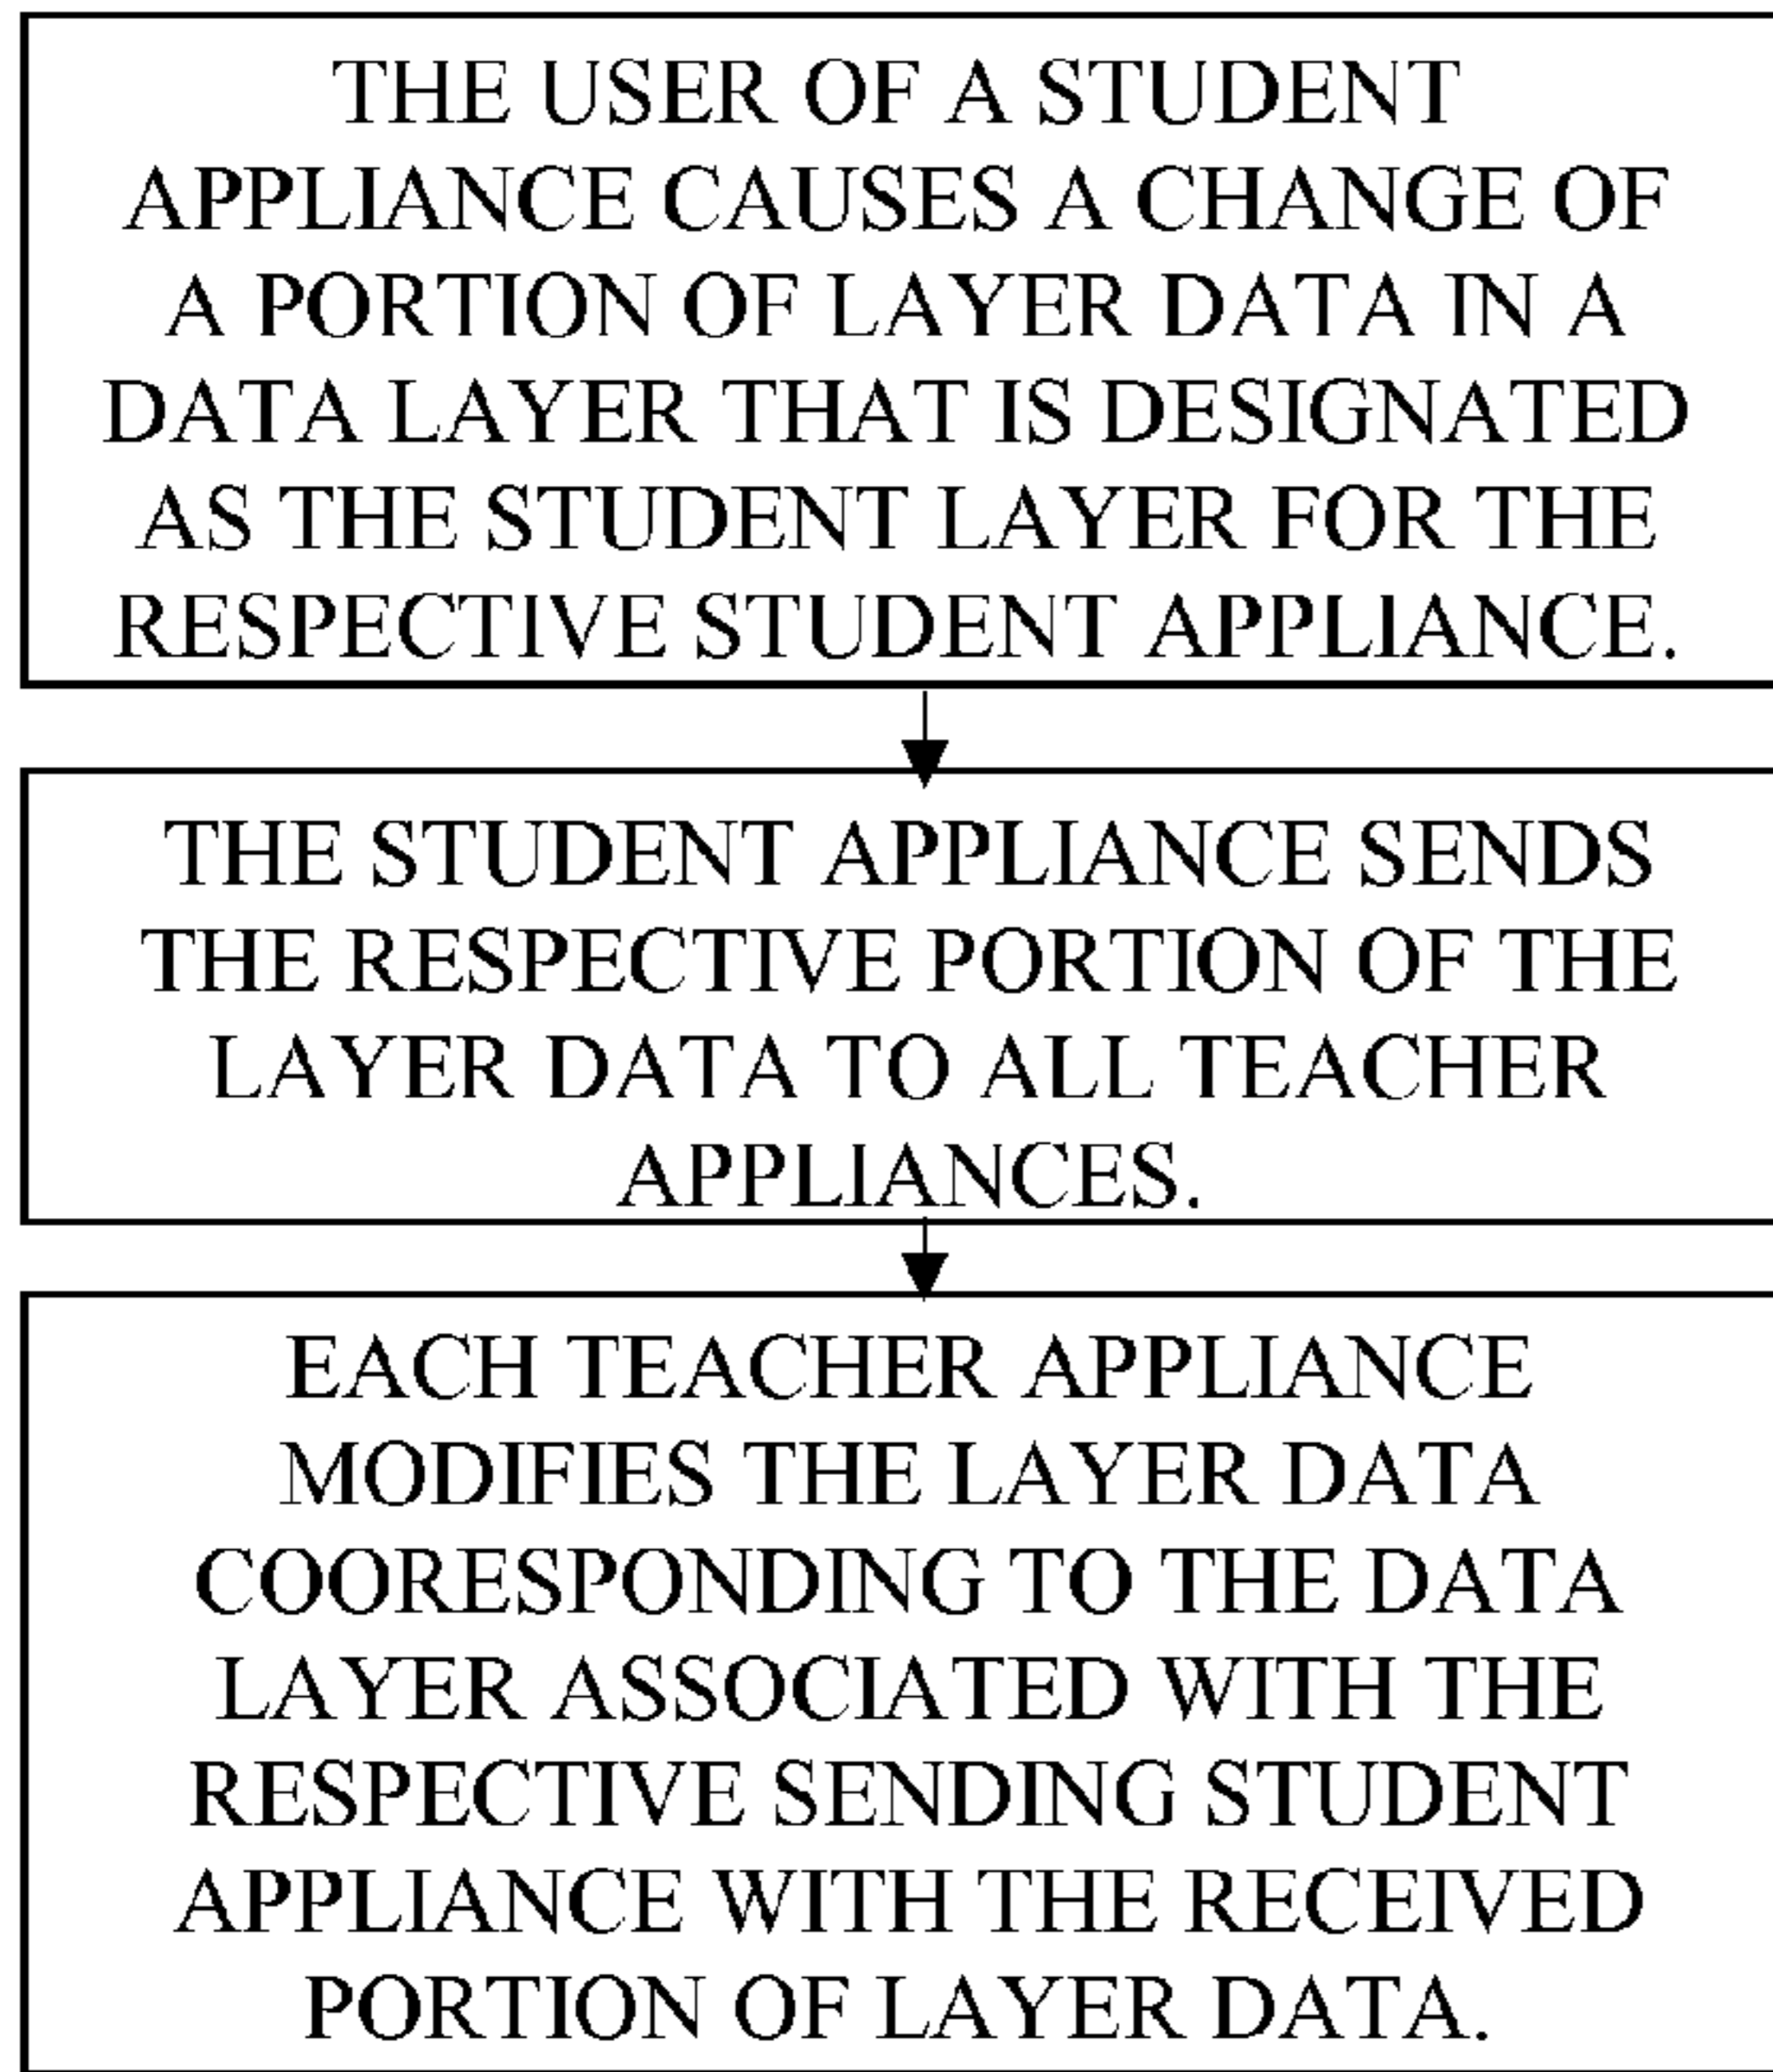 THE USER OF A STUDENT
APPLIANCE CAUSES A CHANGE OF
A PORTION OF LAYER DATA IN A
DATA LAYER THAT IS DESIGNATED
AS THE STUDENT LAYER FOR THE
RESPECTIVE STUDENT APPLIANCE.
THE STUDENT APPLIANCE SENDS
THE RESPECTIVE PORTION OF THE
LAYER DATA TO ALL TEACHER
APPLIANCES.
EACH TEACHER APPLIANCE
MODIFIES THE LAYER DATA
COORESPONDING TO THE DATA
LAYER ASSOCIATED WITH THE
RESPECTIVE SENDING STUDENT
APPLIANCE WITH THE RECEIVED
PORTION OF LAYER DATA.